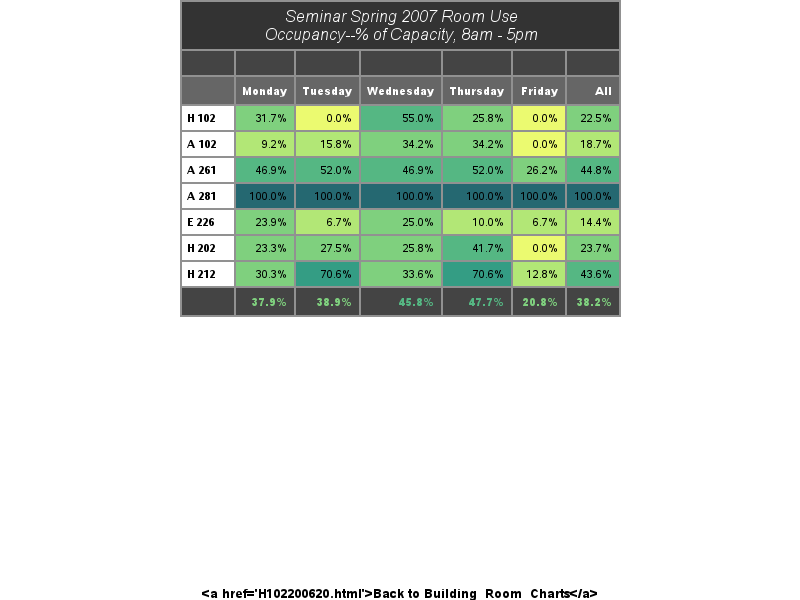 Seminar Spring 2007 Room Use
Occupancy--% of Capacity, 8am - 5pm
Monday Tuesday Wednesday Thursday Friday All
H 102 31.7% 0.0% 55.0% 25.8% 0.0% 22.5%
A 102 9.2% 15.8% 34.2% 34.2% 0.0% 18.7%
A 261 46.9% 52.0% 46.9% 52.0% 26.2% 44.8%
A 281 100.0% 100.0% 100.0% 100.0% 100.0% 100.0%
E 226 23.9% 6.7% 25.0% 10.0% 6.7% 14.4%
H 202 23.3% 27.5% 25.8% 41.7% 0.0% 23.7%
H 212 30.3% 70.6% 33.6% 70.6% 12.8% 43.6%
37.9% 38.9% 45.8% 47.7% 20.8% 38.2%
<a href='H102200620.html'>Back to Building_Room_Charts</a>